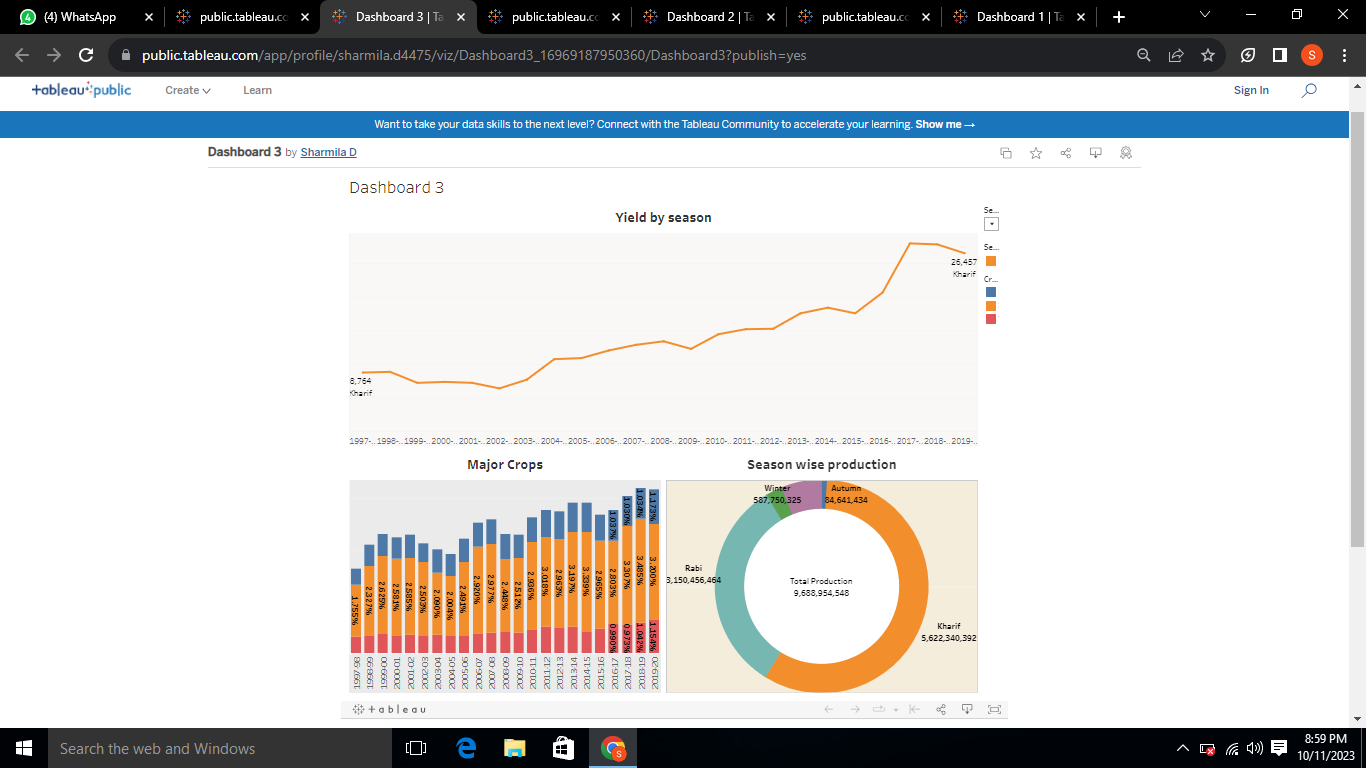 (4) WhatsApp
public.tableau.co
Dashboard 3 | Ta
public.tableau.co
Dashboard 2 | Ta
public.tableau.co
Dashboard 1 | Ta
public.tableau.com/app/profile/sharmila.d4475/viz/Dashboard3_16969187950360/Dashboard3?publish=yes
S
tableau public
Create
Learn
Sign In
Want to take your data skills to the next level? Connect with the Tableau Community to accelerate your learning. Show me →
Dashboard 3 by Sharmila D
Dashboard 3
Yield by season
Se...
Se...
Cr...
26,457
Kharif
8,764
Kharif
1997-.. 1998-.. 1999-.. 2000-.. 2001-.. 2002-.. 2003-.. 2004-.. 2005-.. 2006-.. 2007-.. 2008-.. 2009-.. 2010-.. 2011-.. 2012-.. 2013-.. 2014-.. 2015-.. 2016-.. 2017-.. 2018-.. 2019-..
Major Crops
1.037% 1.030% 1.034% 1.173%
1.755% 2.327% 2.625% 2.581% 2.585% 2.503% 2.090% 2.004% 2.491% 2.920% 2.977% 2.448% 2.512% 2.936% 3.018% 2.963% 3.197% 3.339% 2.965% 2.803% 3.307% 3.485% 3.200%
0.990% 0.973% 1.042% 1.154%
1997-98 1998-99 1999-00 2000-01 2001-02 2002-03 2003-04 2004-05 2005-06 2006-07 2007-08 2008-09 2009-10 2010-11 2011-12 2012-13 2013-14 2014-15 2015-16 2016-17 2017-18 2018-19 2019-20
Season wise production
Winter
587,750,325
Autumn
84,641,434
Rabi
3,150,456,464
Total Production
9,688,954,548
Kharif
5,622,340,392
+ a b l e a u
Search the web and Windows
S
8:59 PM
10/11/2023